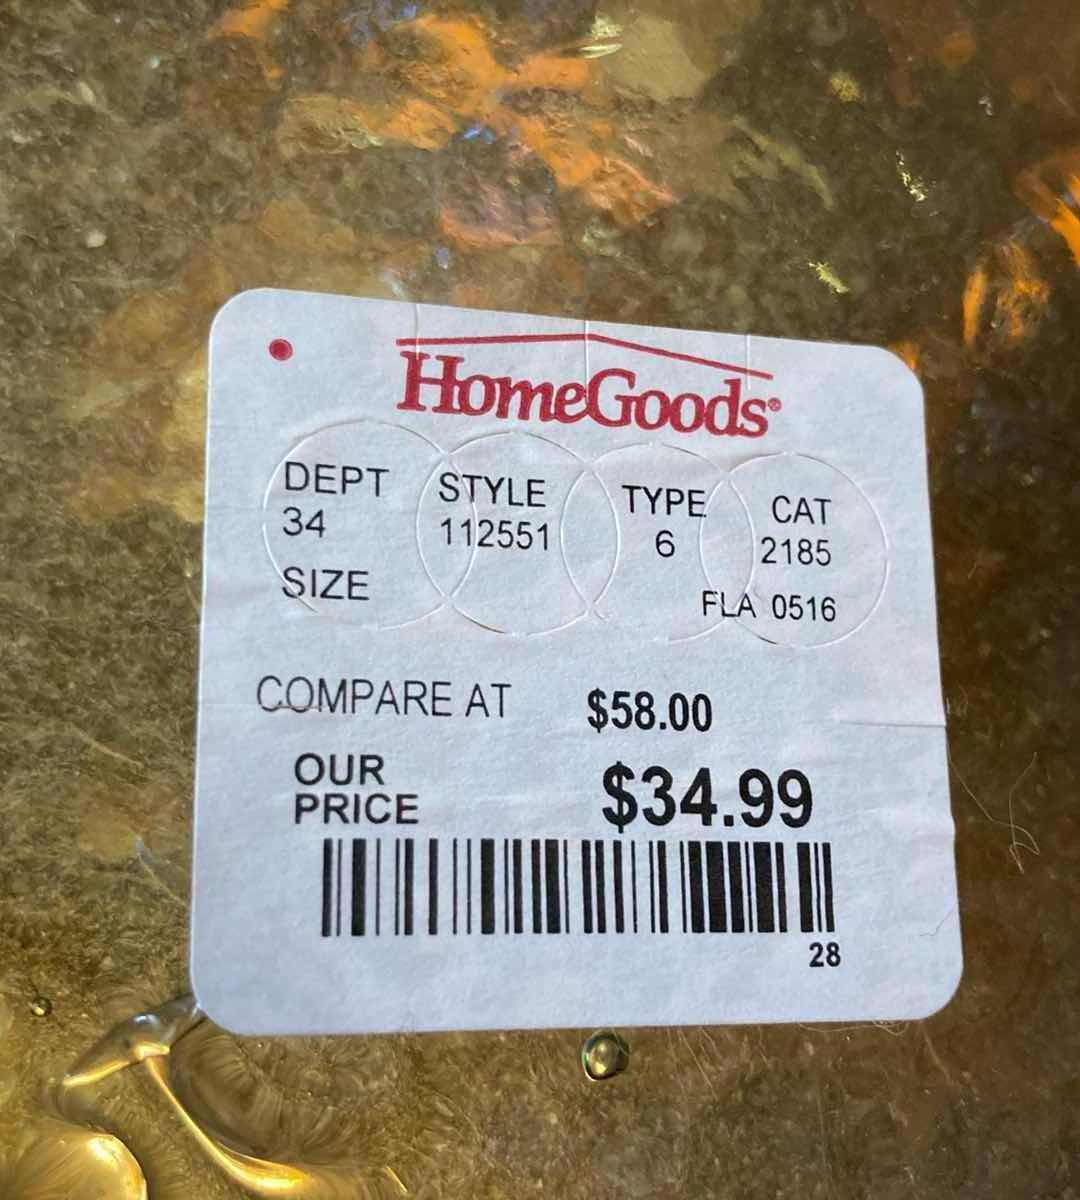 HomeGoods®
DEPT STYLE TYPE CAT
34 112551 6 2185
SIZE FLA 0516
COMPARE AT $58.00
OUR
PRICE $34.99
28